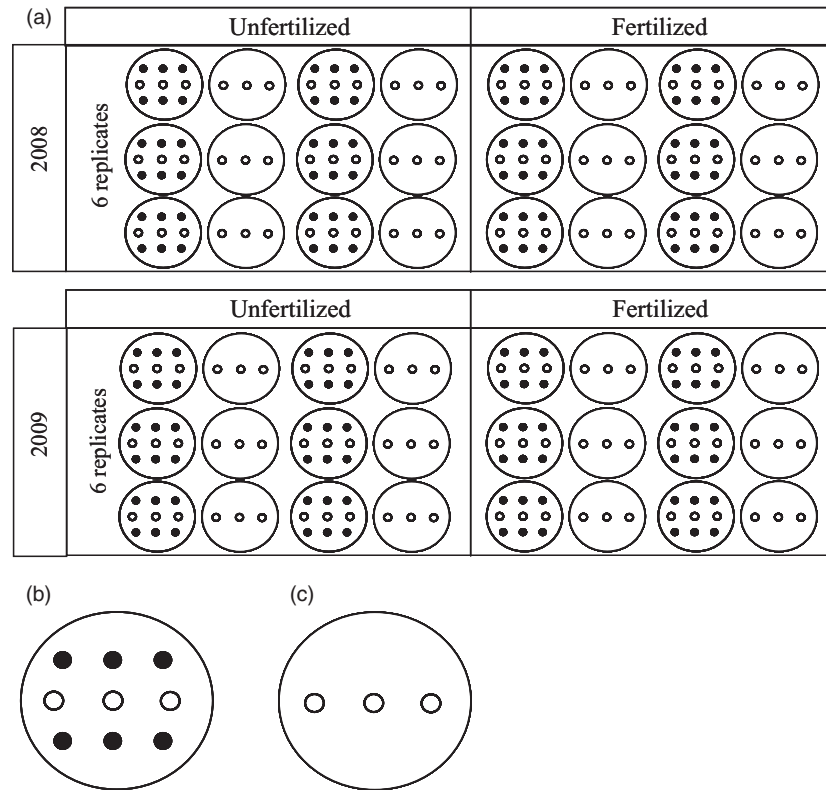 (a)
Unfertilized Fertilized
2008
6 replicates
Unfertilized Fertilized
2009
6 replicates
(b) (c)